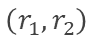 (r₁, r₂)